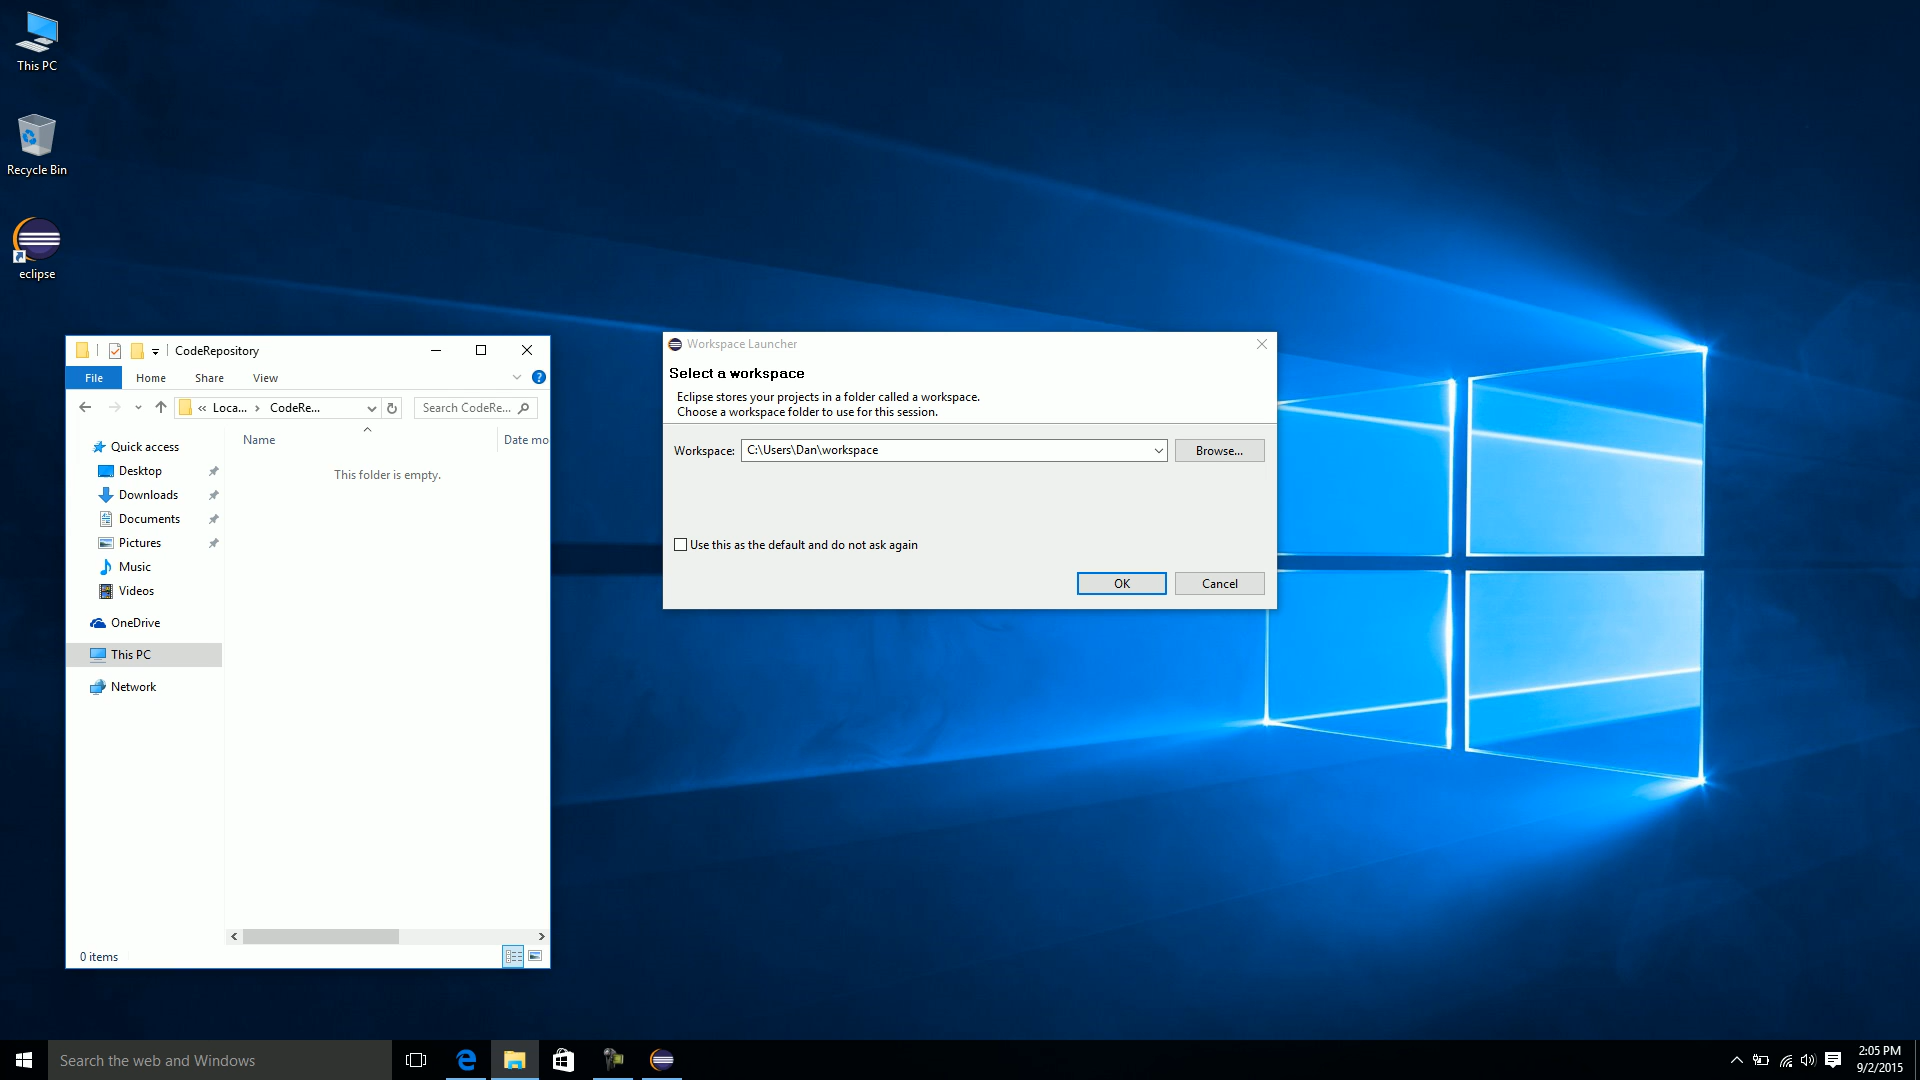 This PC
Recycle Bin
eclipse
CodeRepository
File Home Share View
Loca... CodeRe... Search CodeRe...
Name Date mo
This folder is empty.
Quick access
Desktop
Downloads
Documents
Pictures
Music
Videos
OneDrive
This PC
Network
0 items
Workspace Launcher
Select a workspace
Eclipse stores your projects in a folder called a workspace.
Choose a workspace folder to use for this session.
Workspace: C:\Users\Dan\workspace Browse...
Use this as the default and do not ask again
OK Cancel
Search the web and Windows
2:05 PM
9/2/2015